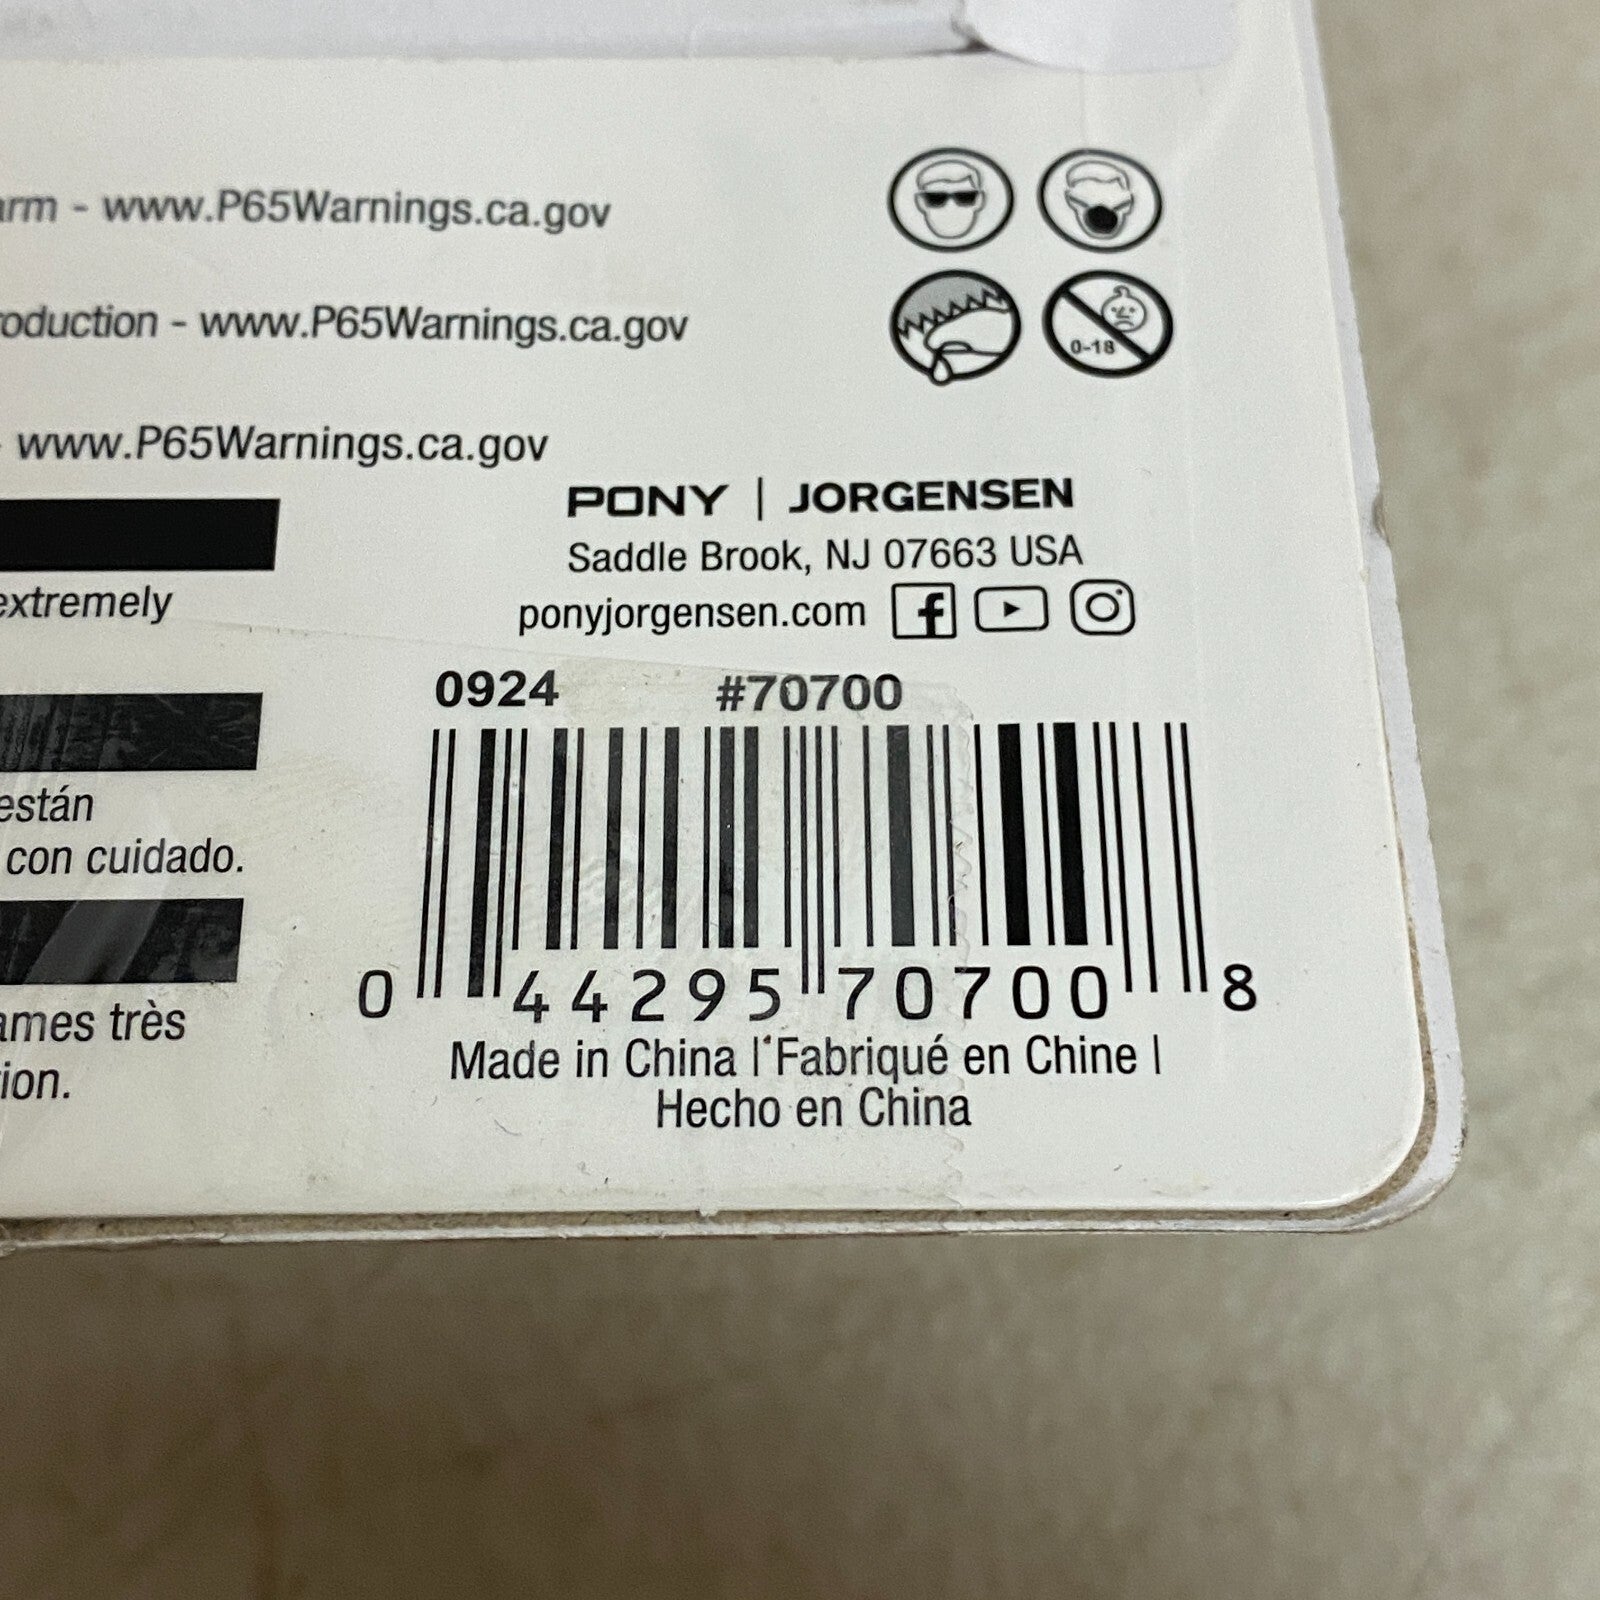 arm - www.P65Warnings.ca.gov
roduction - www.P65Warnings.ca.gov
- www.P65Warnings.ca.gov
0-18
PONY | JORGENSEN
Saddle Brook, NJ 07663 USA
ponyjorgensen.com
extremely
0924 #70700
están
con cuidado.
ames très
ion.
0 44295 70700 8
Made in China | Fabriqué en Chine |
Hecho en China